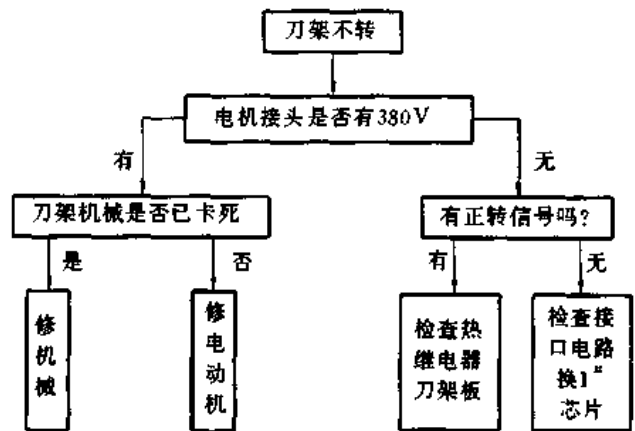 刀架不转
电机接头是否有380V
有
无
刀架机械是否已卡死
有正转信号吗?
是
否
有
无
修机械
修电动机
检查热
继电器
刀架板
检查接
口电路
换1#
芯片